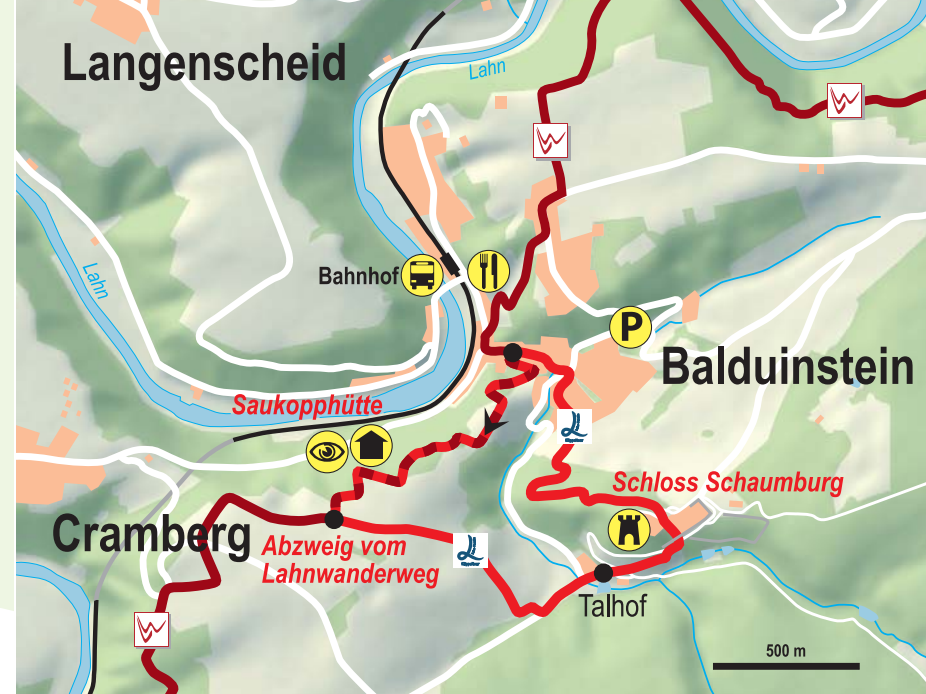 Langenscheid
Lahn
Lahn
Bahnhof
P
Balduinstein
Saukopphütte
Schloss Schaumburg
Cramberg
Abzweig vom
Lahnwanderweg
Talhof
500 m